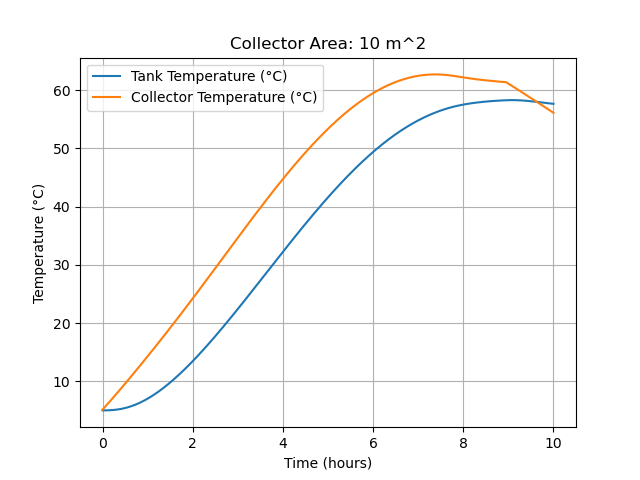 Collector Area: 10 m^2
Tank Temperature (°C)
Collector Temperature (°C)
Temperature (°C)
60
50
40
30
20
10
0 2 4 6 8 10
Time (hours)